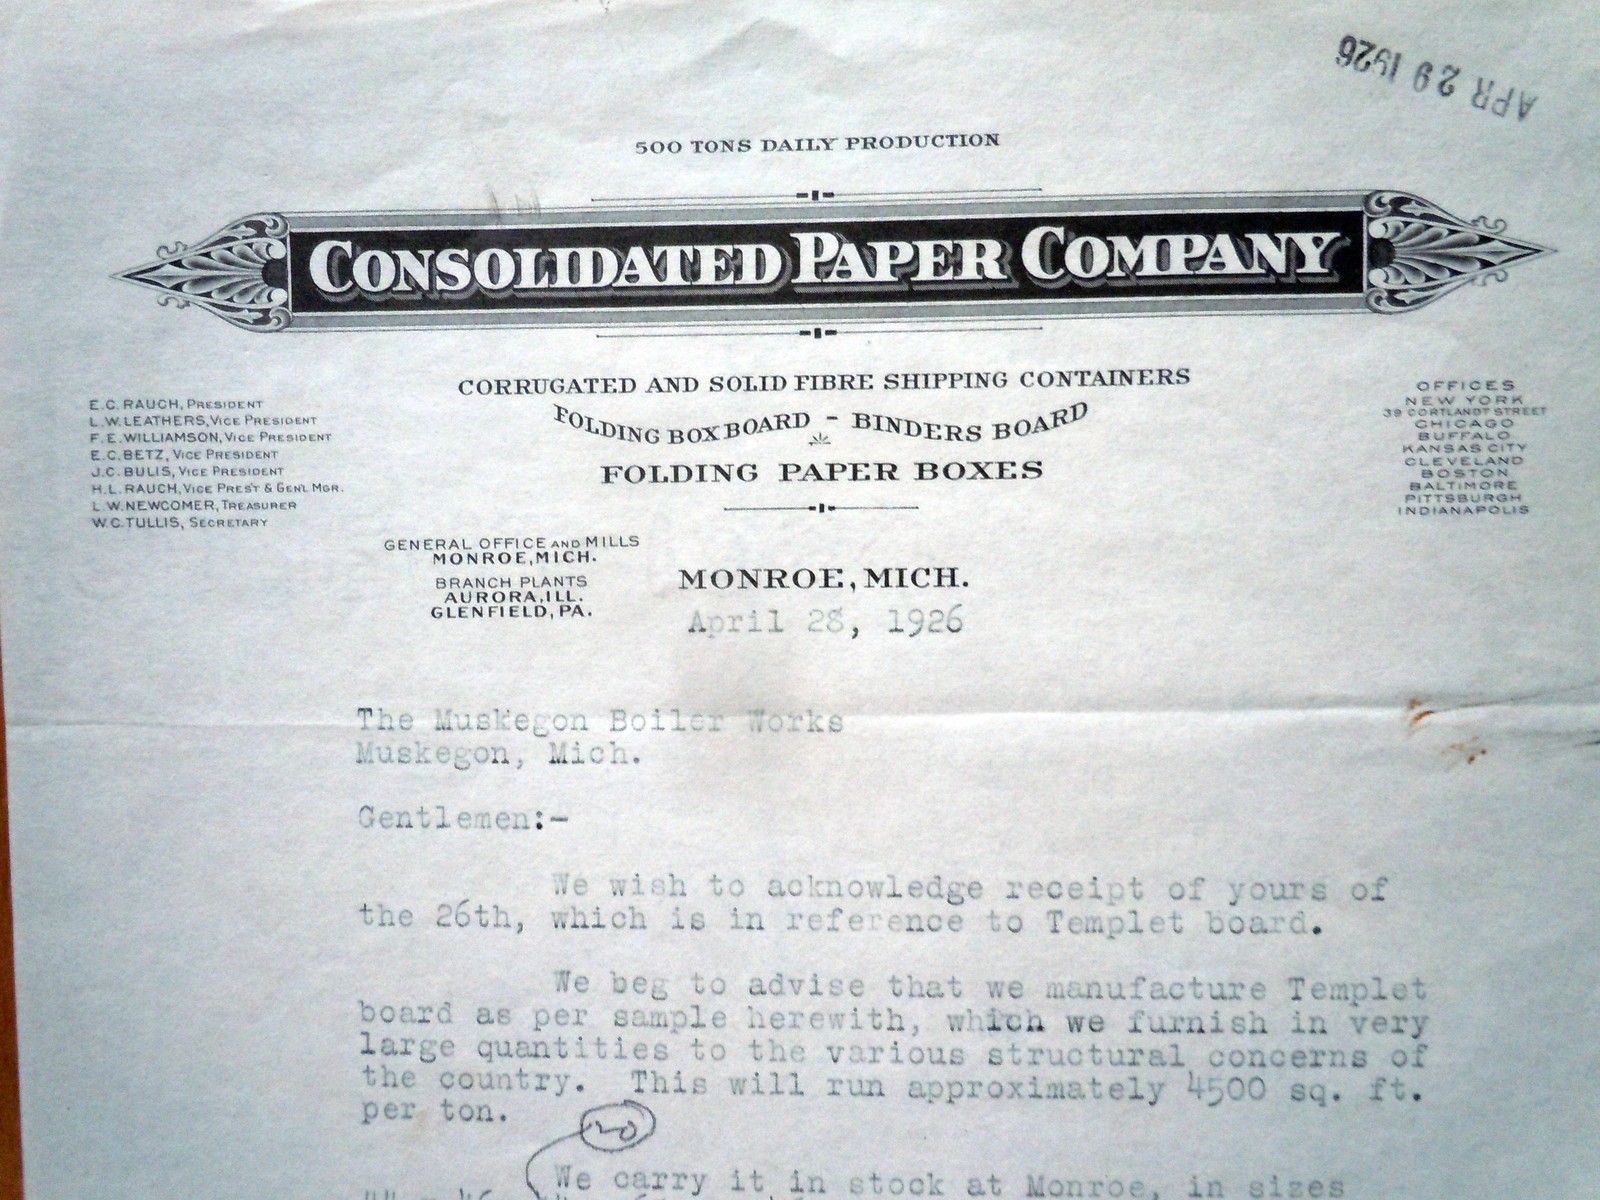 APR 29 1926
500 TONS DAILY PRODUCTION
CONSOLIDATED PAPER COMPANY
CORRUGATED AND SOLID FIBRE SHIPPING CONTAINERS
FOLDING BOXBOARD - BINDERS BOARD
FOLDING PAPER BOXES
E.C. RAUCH, PRESIDENT
L.W. LEATHERS, VICE PRESIDENT
F.E. WILLIAMSON, VICE PRESIDENT
E.C. BETZ, VICE PRESIDENT
J.C. BULIS, VICE PRESIDENT
H.L. RAUCH, VICE PRES'T & GEN'L MGR.
L.W. NEWCOMER, TREASURER
W.C. TULLIS, SECRETARY
OFFICES
NEW YORK
39 CORTLANDT STREET
CHICAGO
BUFFALO
KANSAS CITY
CLEVELAND
BOSTON
BALTIMORE
PITTSBURGH
INDIANAPOLIS
GENERAL OFFICE AND MILLS
MONROE, MICH.
BRANCH PLANTS
AURORA, ILL.
GLENFIELD, PA.
MONROE, MICH.
April 28, 1926
The Muskegon Boiler Works
Muskegon, Mich.
Gentlemen:-
We wish to acknowledge receipt of yours of
the 26th, which is in reference to Templet board.
We beg to advise that we manufacture Templet
board as per sample herewith, which we furnish in very
large quantities to the various structural concerns of
the country. This will run approximately 4500 sq. ft.
per ton.
We carry it in stock at Monroe, in sizes